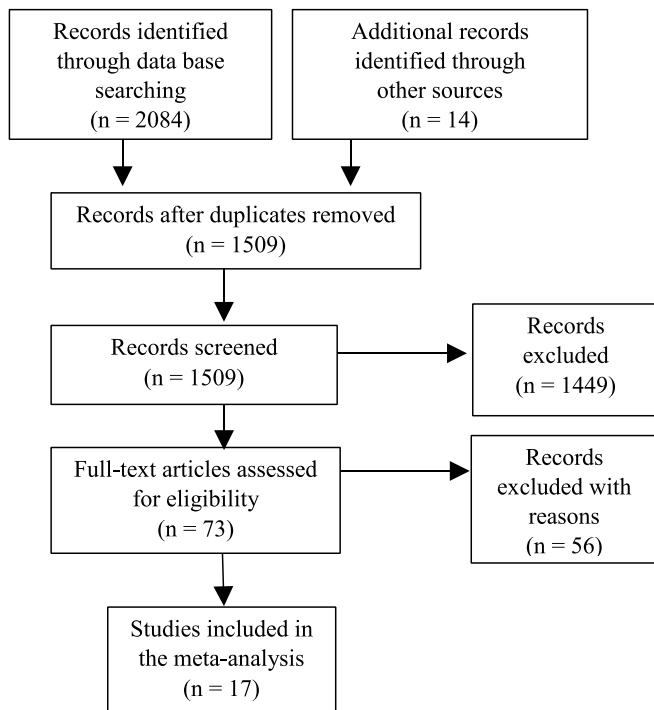 Records identified
through data base
searching
(n = 2084)
Additional records
identified through
other sources
(n = 14)
Records after duplicates removed
(n = 1509)
Records screened
(n = 1509)
Records
excluded
(n = 1449)
Full-text articles assessed
for eligibility
(n = 73)
Records
excluded with
reasons
(n = 56)
Studies included in
the meta-analysis
(n = 17)